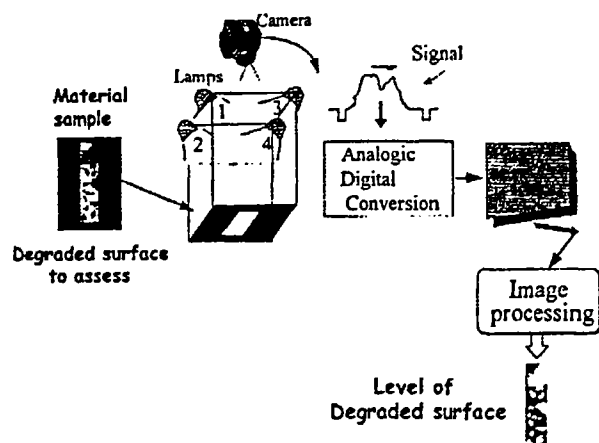 Camera
Signal
Lamps
1
3
2
4
Material
sample
Analogic
Digital
Conversion
Degraded surface
to assess
Image
processing
Level of
Degraded surface